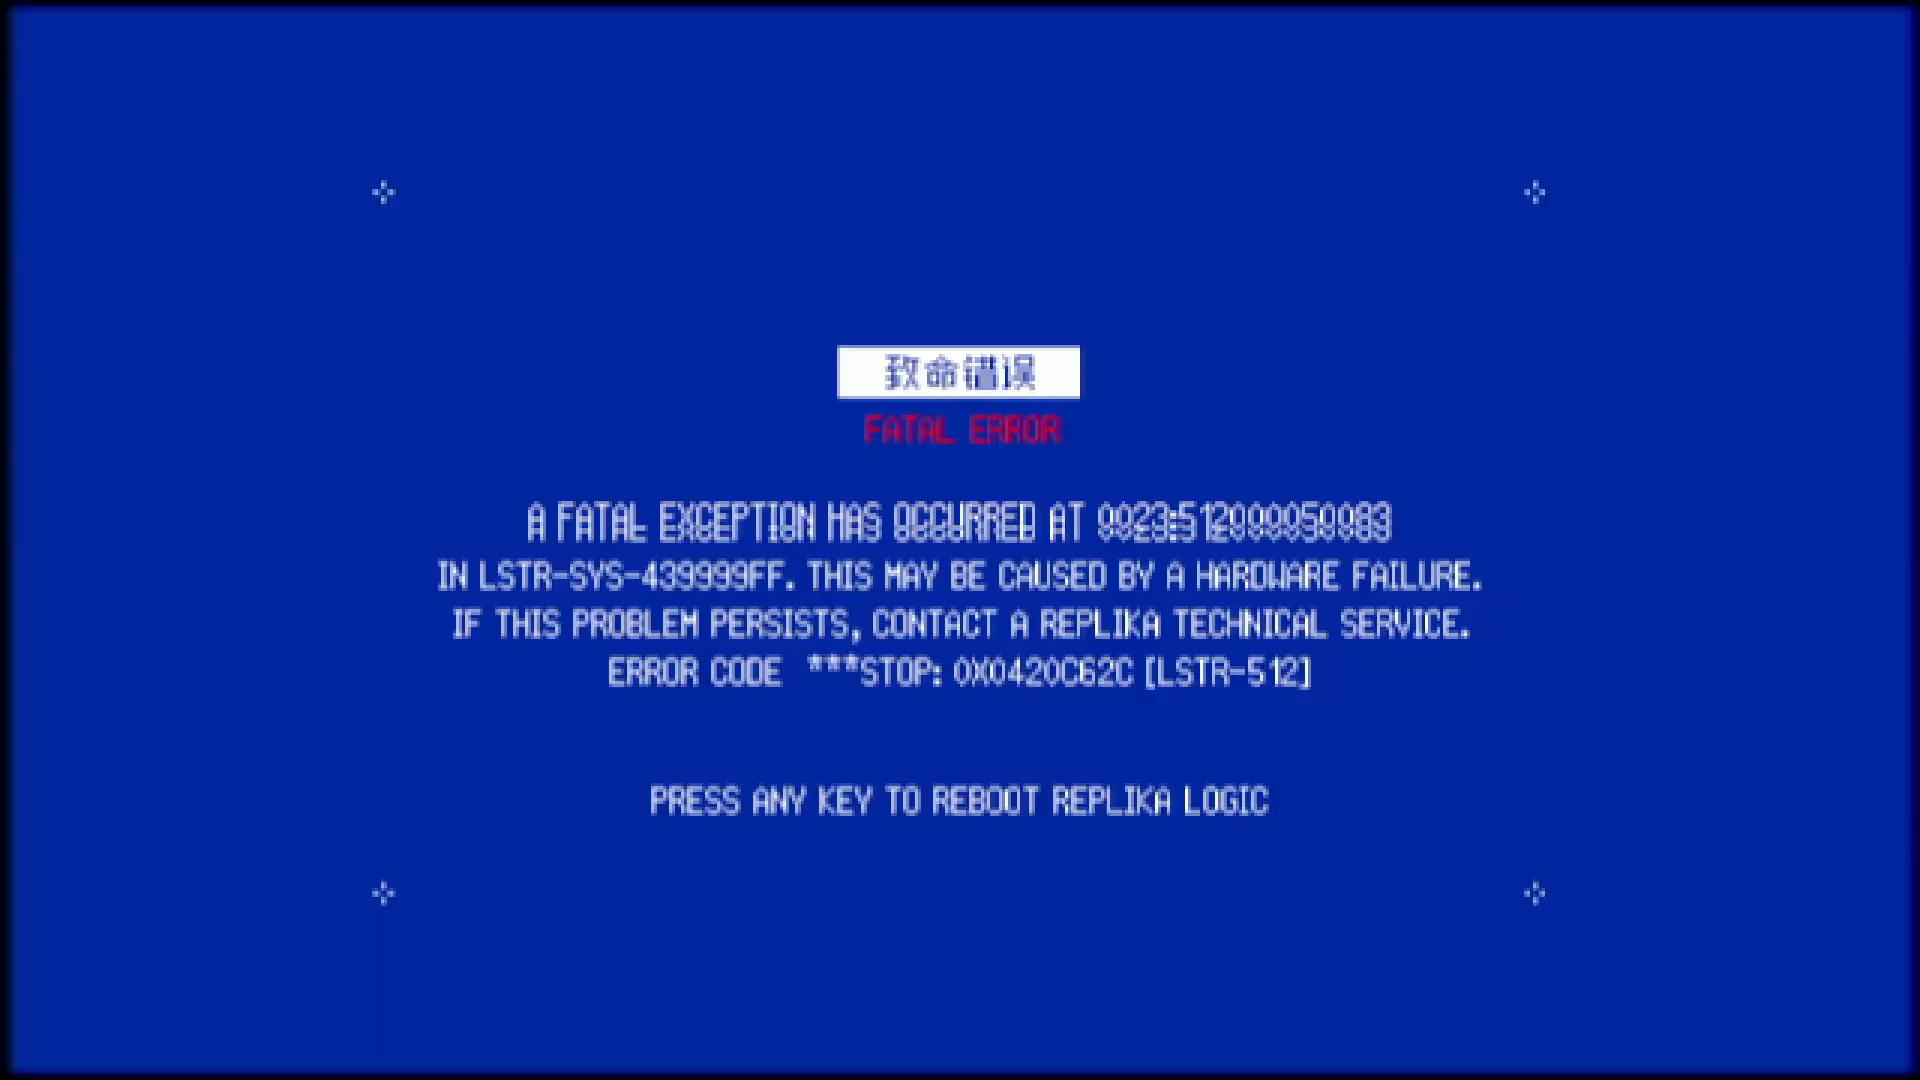 致命错误
FATAL ERROR
A FATAL EXCEPTION HAS OCCURRED AT 0023:512000050083
IN LSTR-SYS-439999FF. THIS MAY BE CAUSED BY A HARDWARE FAILURE.
IF THIS PROBLEM PERSISTS, CONTACT A REPLIKA TECHNICAL SERVICE.
ERROR CODE ***STOP: 0X0420C62C [LSTR-512]
PRESS ANY KEY TO REBOOT REPLIKA LOGIC